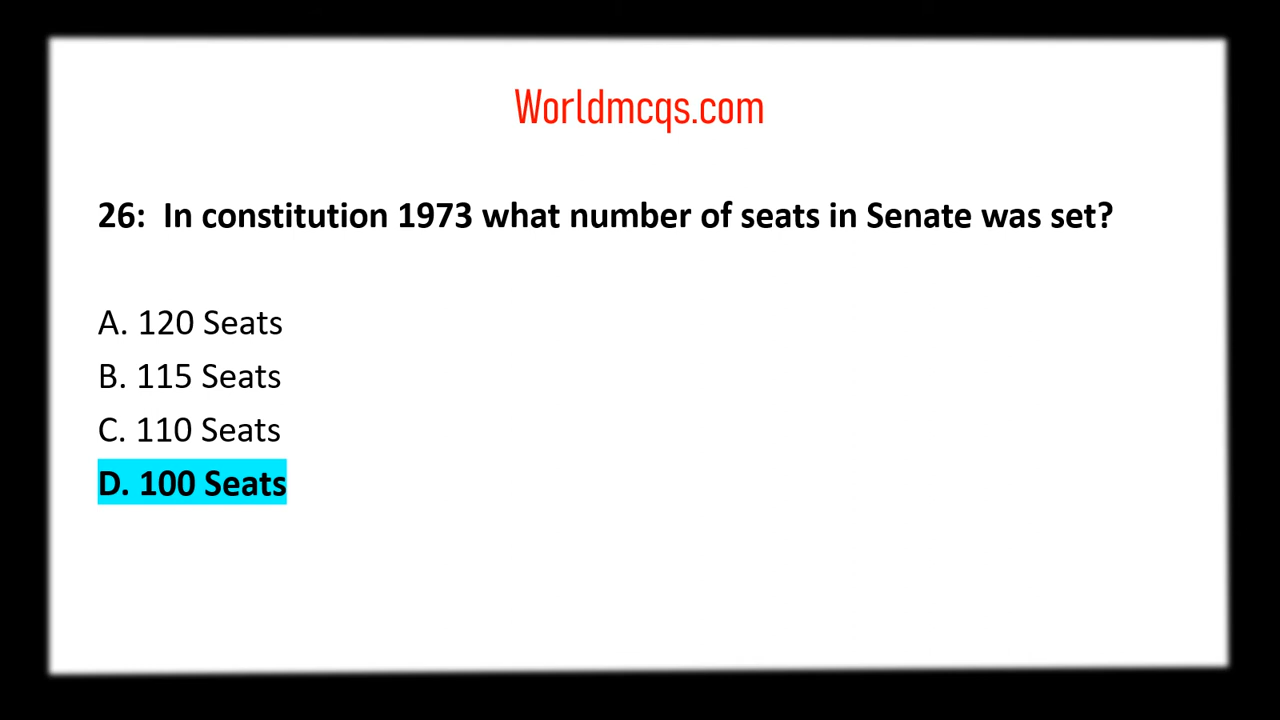 Worldmcqs.com
26: In constitution 1973 what number of seats in Senate was set?
A. 120 Seats
B. 115 Seats
C. 110 Seats
D. 100 Seats